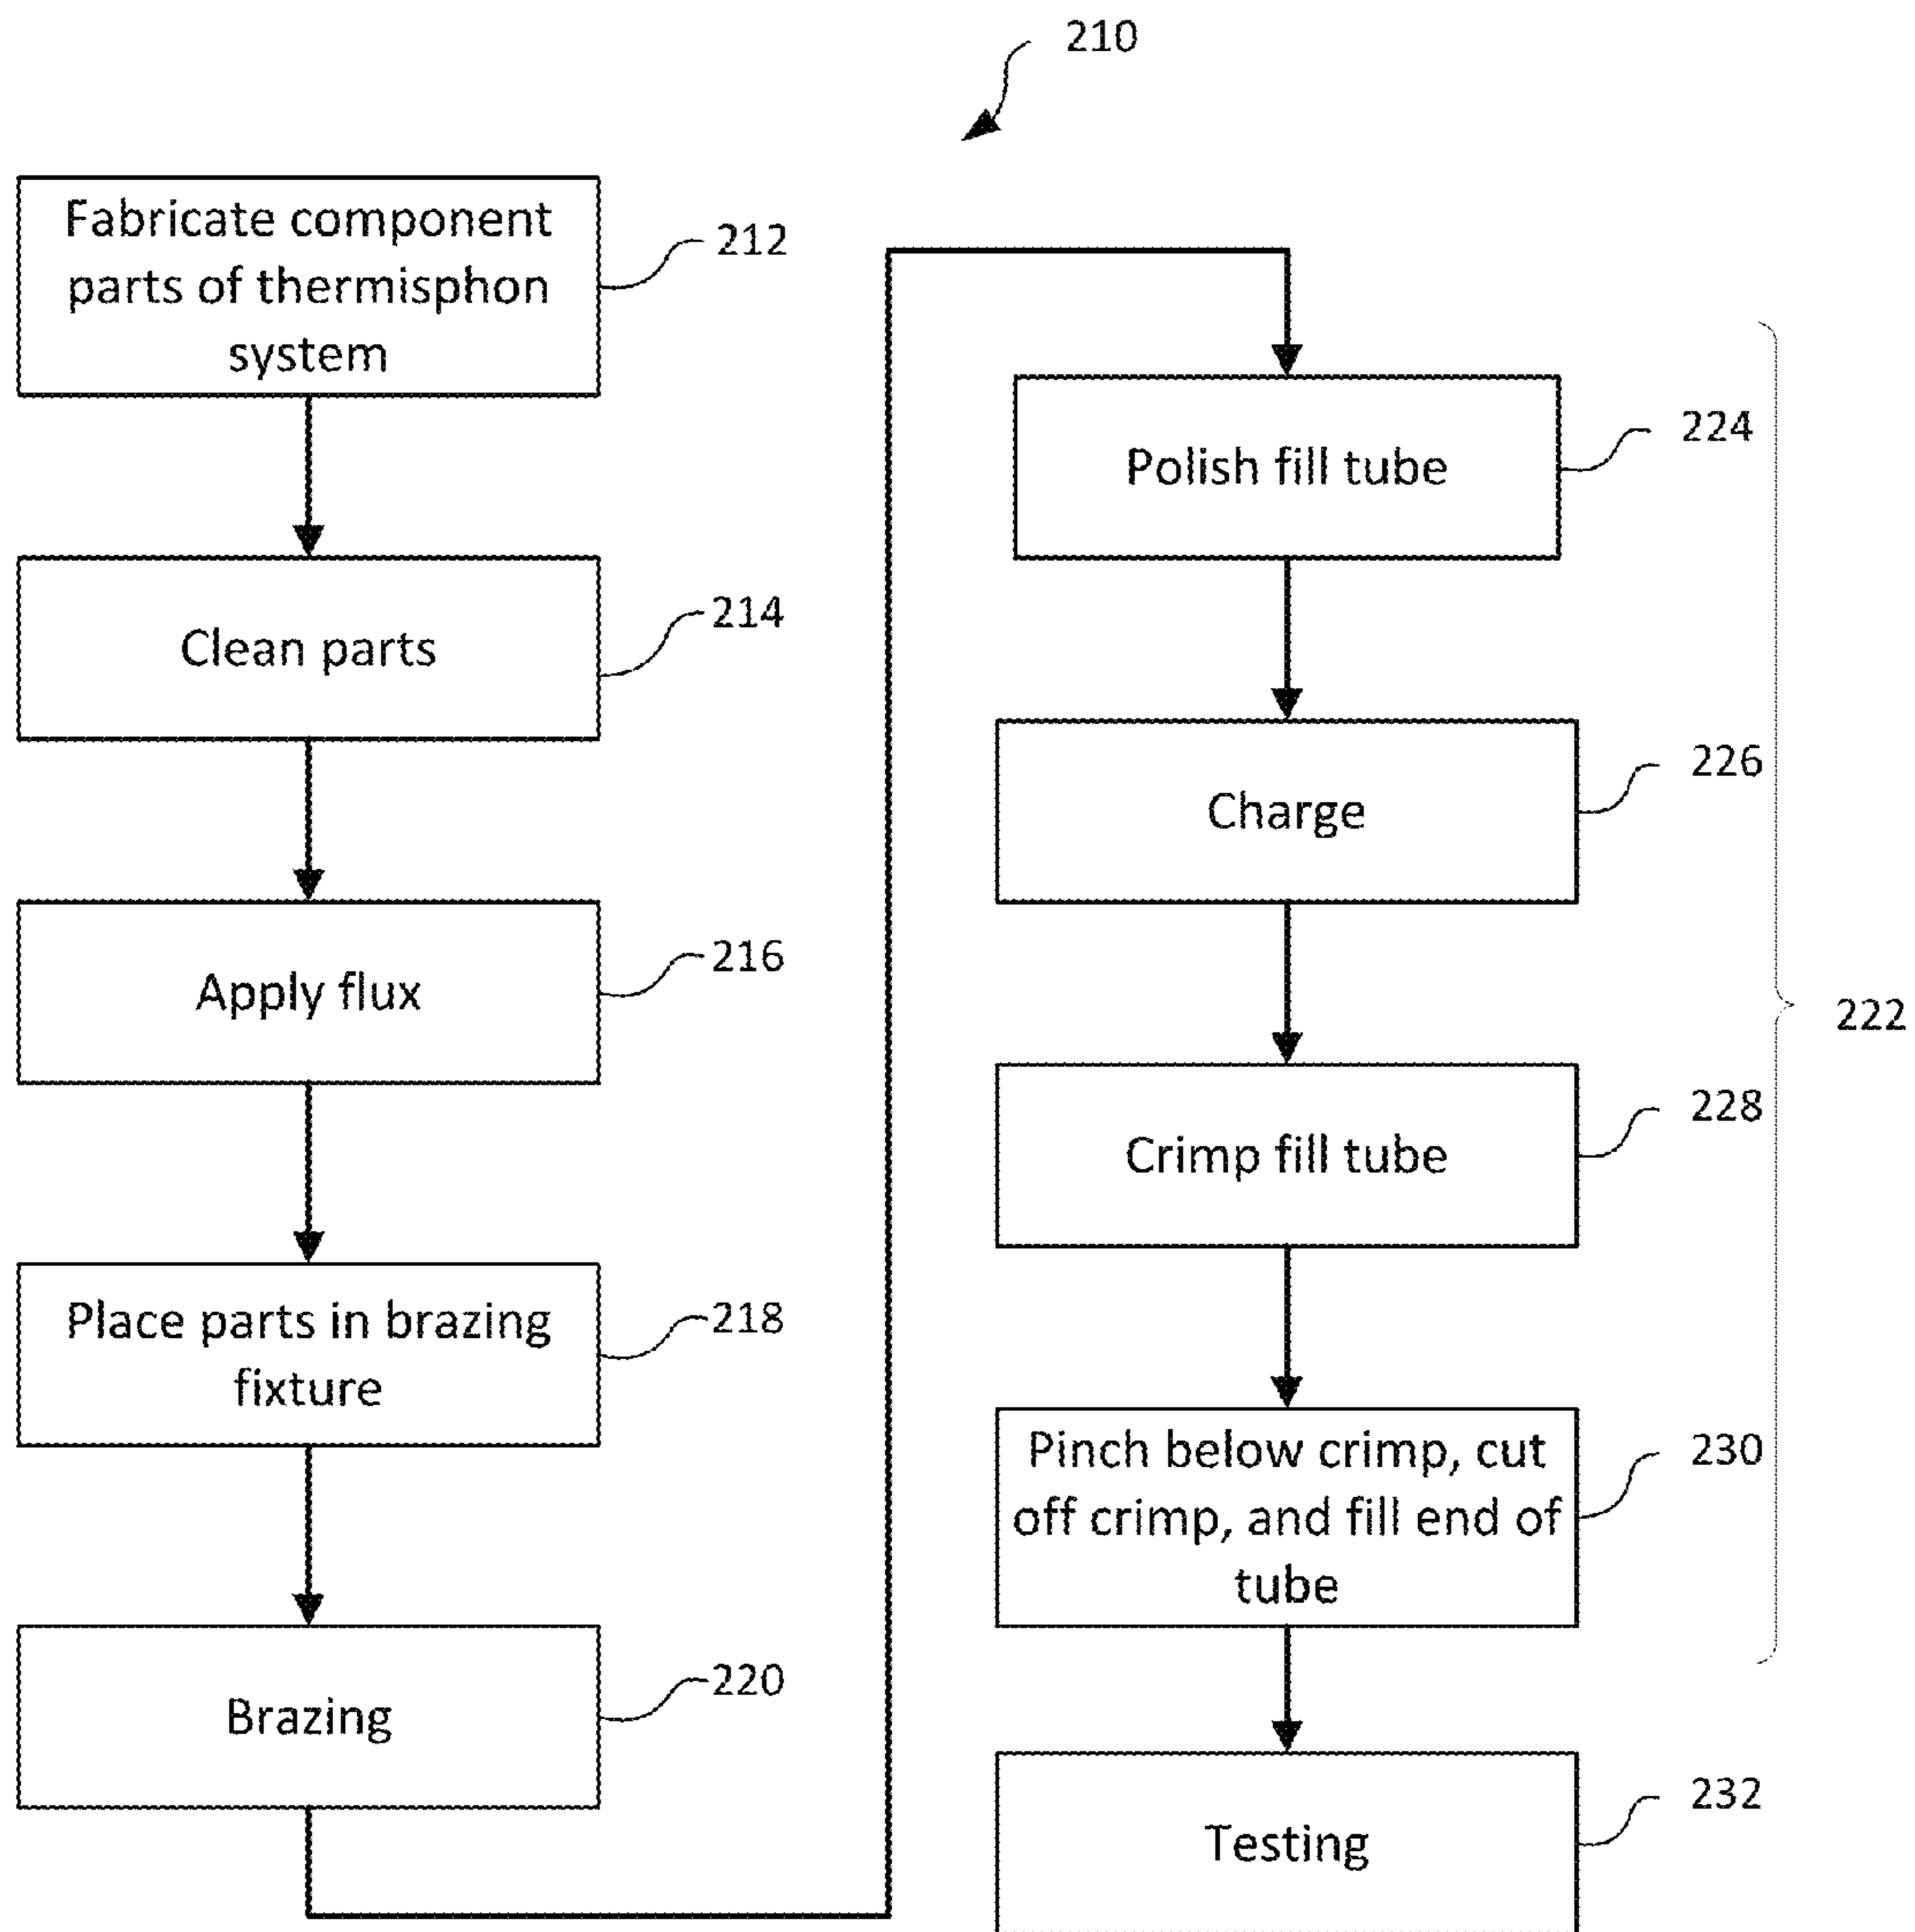 210
Fabricate component
parts of thermisphon
system
212
Clean parts
214
Apply flux
216
Place parts in brazing
fixture
218
Brazing
220
Polish fill tube
224
Charge
226
Crimp fill tube
228
222
Pinch below crimp, cut
off crimp, and fill end of
tube
230
Testing
232